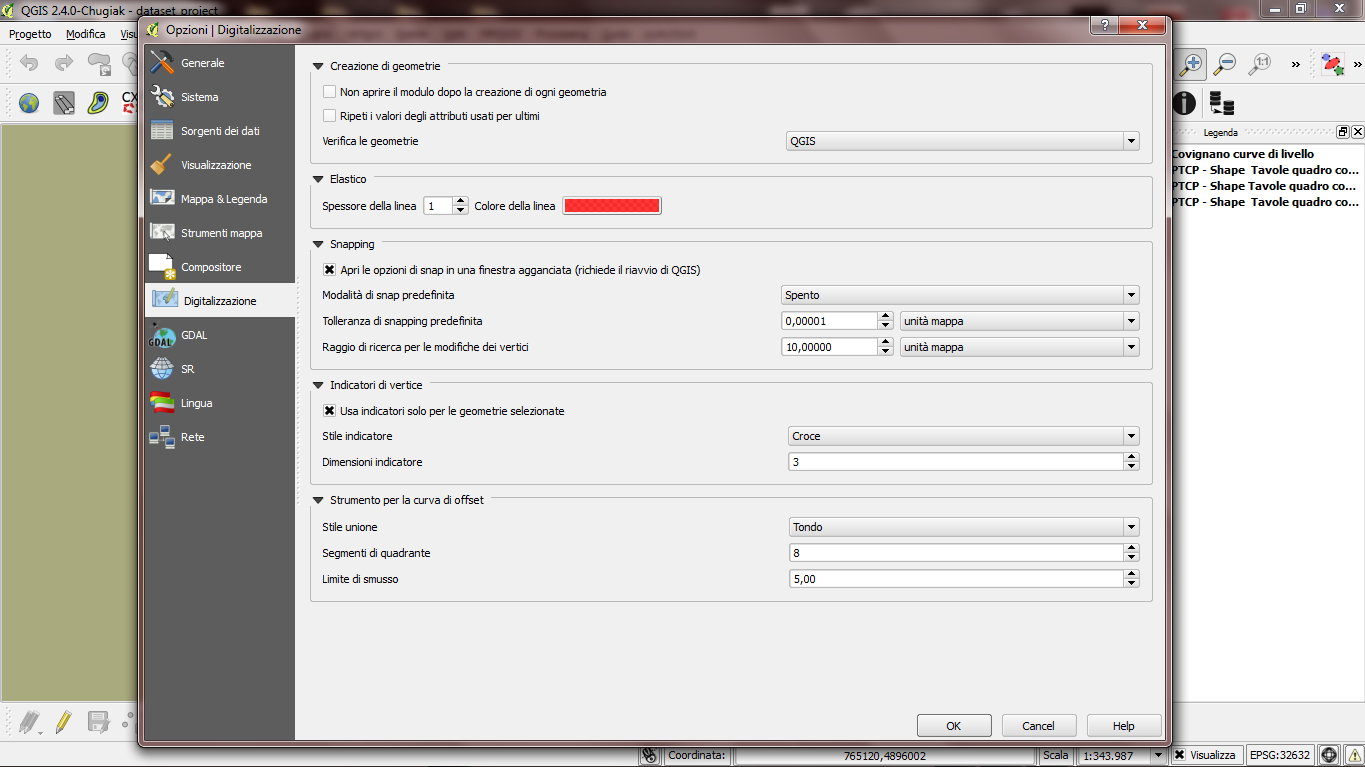 QGIS 2.4.0-Chugiak - dataset_project
Progetto Modifica
Opzioni | Digitalizzazione
Generale
Sistema
Sorgenti dei dati
Visualizzazione
Mappa & Legenda
Strumenti mappa
Compositore
Digitalizzazione
GDAL
SR
Lingua
Rete
Creazione di geometrie
Non aprire il modulo dopo la creazione di ogni geometria
Ripeti i valori degli attributi usati per ultimi
Verifica le geometrie QGIS
Elastico
Spessore della linea 1 Colore della linea
Snapping
Apri le opzioni di snap in una finestra agganciata (richiede il riavvio di QGIS)
Modalità di snap predefinita Spento
Tolleranza di snapping predefinita 0,00001 unità mappa
Raggio di ricerca per le modifiche dei vertici 10,00000 unità mappa
Indicatori di vertice
Usa indicatori solo per le geometrie selezionate
Stile indicatore Croce
Dimensioni indicatore 3
Strumento per la curva di offset
Stile unione Tondo
Segmenti di quadrante 8
Limite di smusso 5,00
OK Cancel Help
1:1
Legenda
Covignano curve di livello
PTCP - Shape Tavole quadro co...
PTCP - Shape Tavole quadro co...
PTCP - Shape Tavole quadro co...
Coordinata: 765120,4896002 Scala 1:343.987 Visualizza EPSG:32632